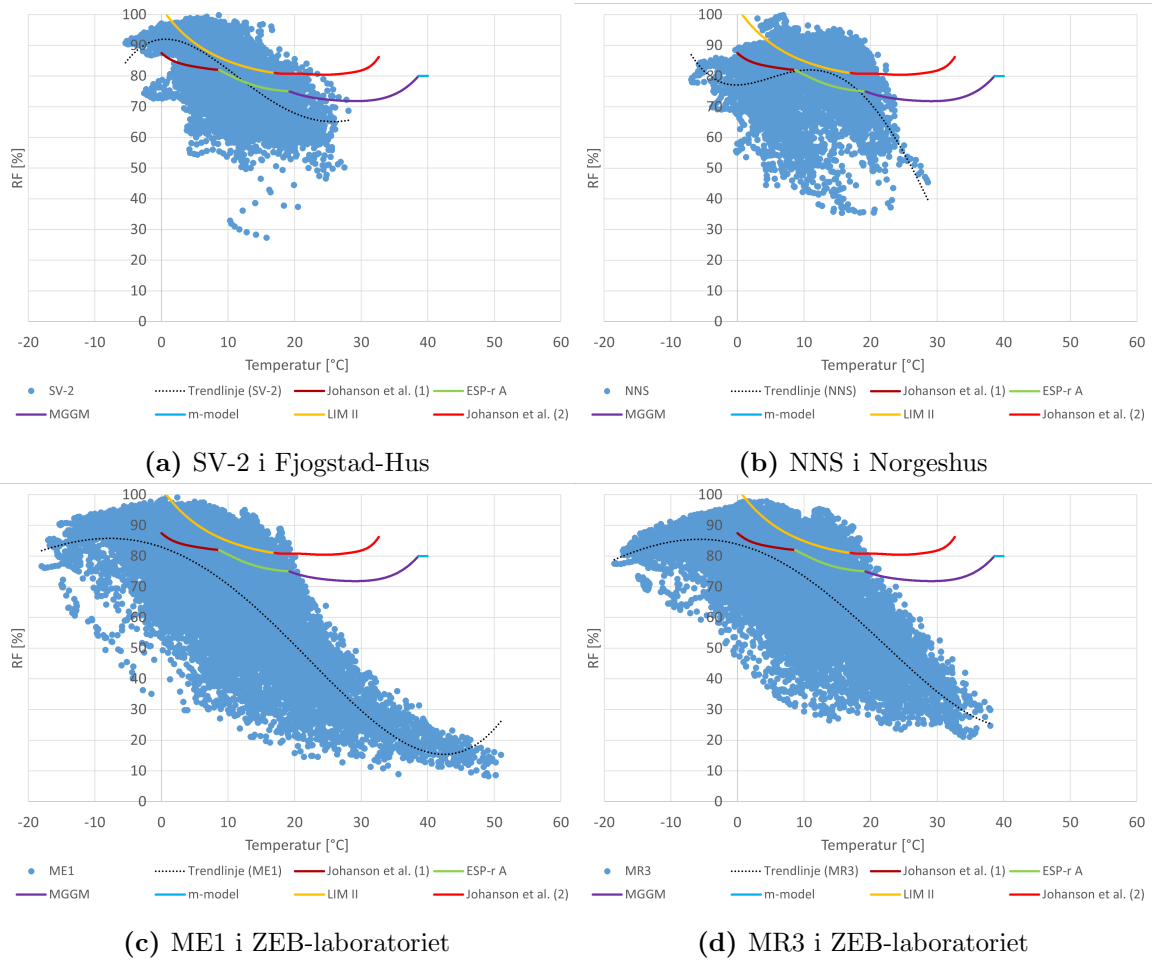 100
90
80
70
60
50
40
30
20
10
0
RF [%]
-20 -10 0 10 20 30 40 50 60
Temperatur [°C]
SV-2 Trendlinje (SV-2) Johanson et al. (1) ESP-r A
MGGM m-model LIM II Johanson et al. (2)
(a) SV-2 i Fjogstad-Hus
100
90
80
70
60
50
40
30
20
10
0
RF [%]
-20 -10 0 10 20 30 40 50 60
Temperatur [°C]
NNS Trendlinje (NNS) Johanson et al. (1) ESP-r A
MGGM m-model LIM II Johanson et al. (2)
(b) NNS i Norgeshus
100
90
80
70
60
50
40
30
20
10
0
RF [%]
-20 -10 0 10 20 30 40 50 60
Temperatur [°C]
ME1 Trendlinje (ME1) Johanson et al. (1) ESP-r A
MGGM m-model LIM II Johanson et al. (2)
(c) ME1 i ZEB-laboratoriet
100
90
80
70
60
50
40
30
20
10
0
RF [%]
-20 -10 0 10 20 30 40 50 60
Temperatur [°C]
MR3 Trendlinje (MR3) Johanson et al. (1) ESP-r A
MGGM m-model LIM II Johanson et al. (2)
(d) MR3 i ZEB-laboratoriet